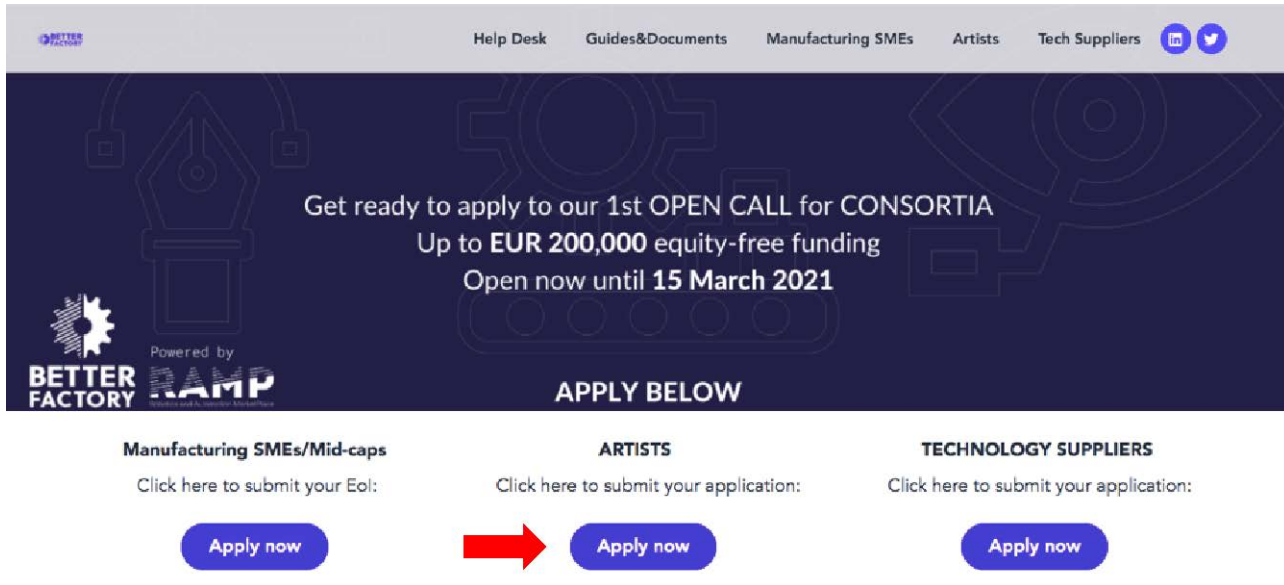 BETTER FACTORY
Help Desk Guides&Documents Manufacturing SMEs Artists Tech Suppliers in
Get ready to apply to our 1st OPEN CALL for CONSORTIA
Up to EUR 200,000 equity-free funding
Open now until 15 March 2021
Powered by
BETTER
FACTORY
RAMP
APPLY BELOW
Manufacturing SMEs/Mid-caps
Click here to submit your EoI:
Apply now
ARTISTS
Click here to submit your application:
Apply now
TECHNOLOGY SUPPLIERS
Click here to submit your application:
Apply now